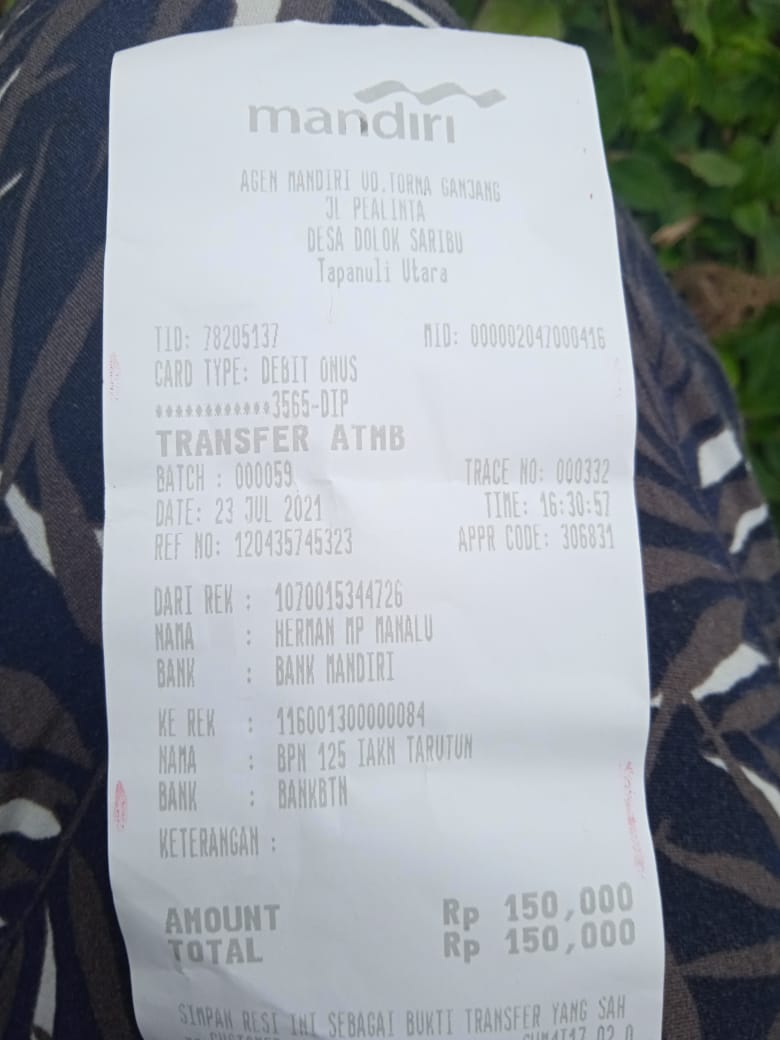 mandiri
AGEN MANDIRI UD.TORMA GANJANG
JL PEALINTA
DESA DOLOK SARIBU
Tapanuli Utara
TID: 78205137 MID: 000002047000416
CARD TYPE: DEBIT ONUS
************3565-DIP
TRANSFER ATMB
BATCH : 000059 TRACE NO: 000332
DATE: 23 JUL 2021 TIME: 16:30:57
REF NO: 120435745323 APPR CODE: 306831
DARI REK : 1070015344726
NAMA : HERMAN MP MANALU
BANK : BANK MANDIRI
KE REK : 116001300000084
NAMA : BPN 125 IAKN TARUTUN
BANK : BANKBTN
KETERANGAN :
AMOUNT Rp 150,000
TOTAL Rp 150,000
SIMPAN RESI INI SEBAGAI BUKTI TRANSFER YANG SAH